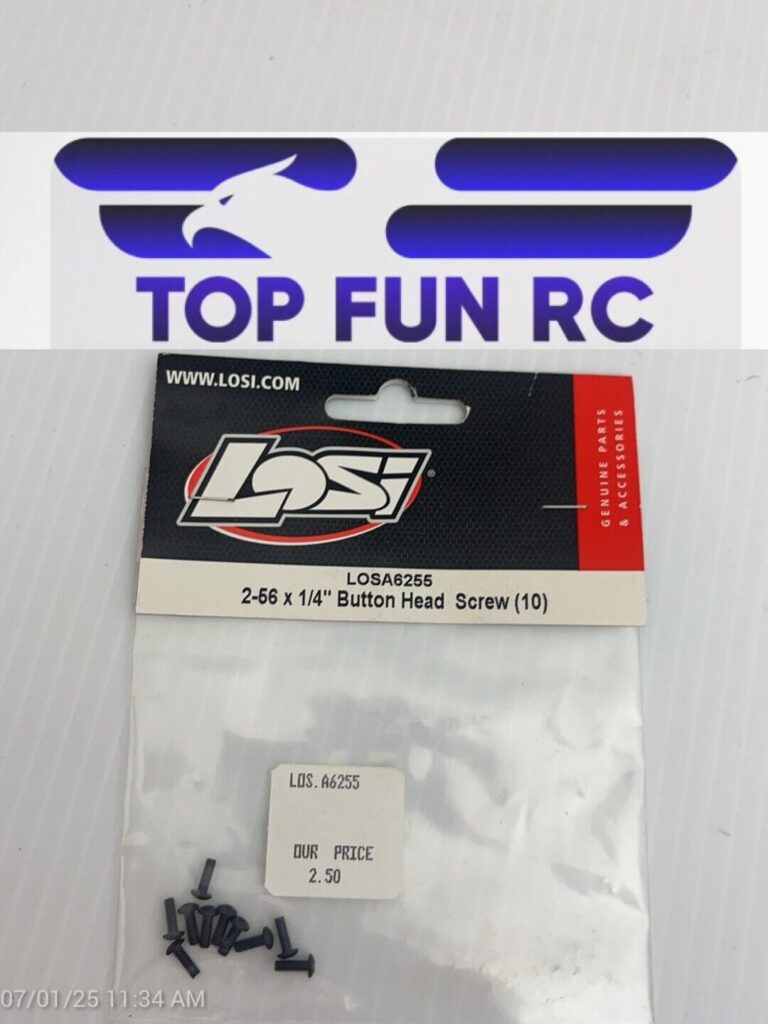 TOP FUN RC
WWW.LOSI.COM
LOSI
®
GENUINE PARTS
& ACCESSORIES
LOSA6255
2-56 x 1/4" Button Head Screw (10)
LOS.A6255
OUR PRICE
2.50
07/01/25 11:34 AM